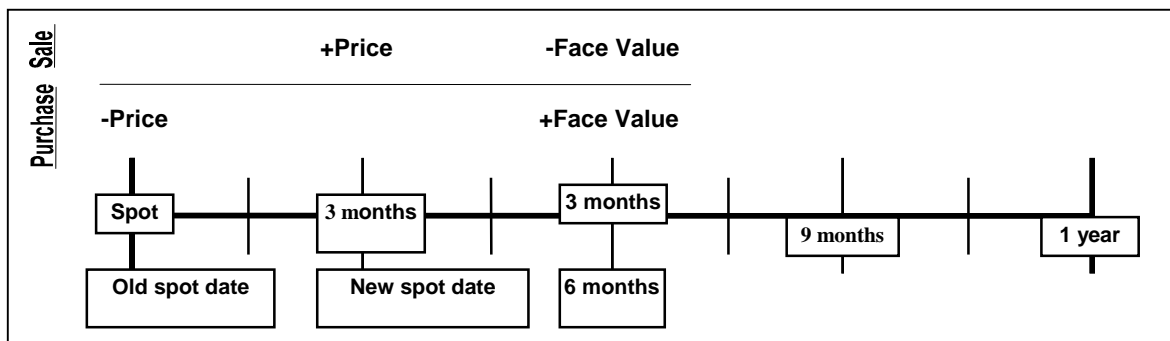 Sale
+Price -Face Value
Purchase
-Price +Face Value
Spot 3 months 3 months 9 months 1 year
Old spot date New spot date 6 months